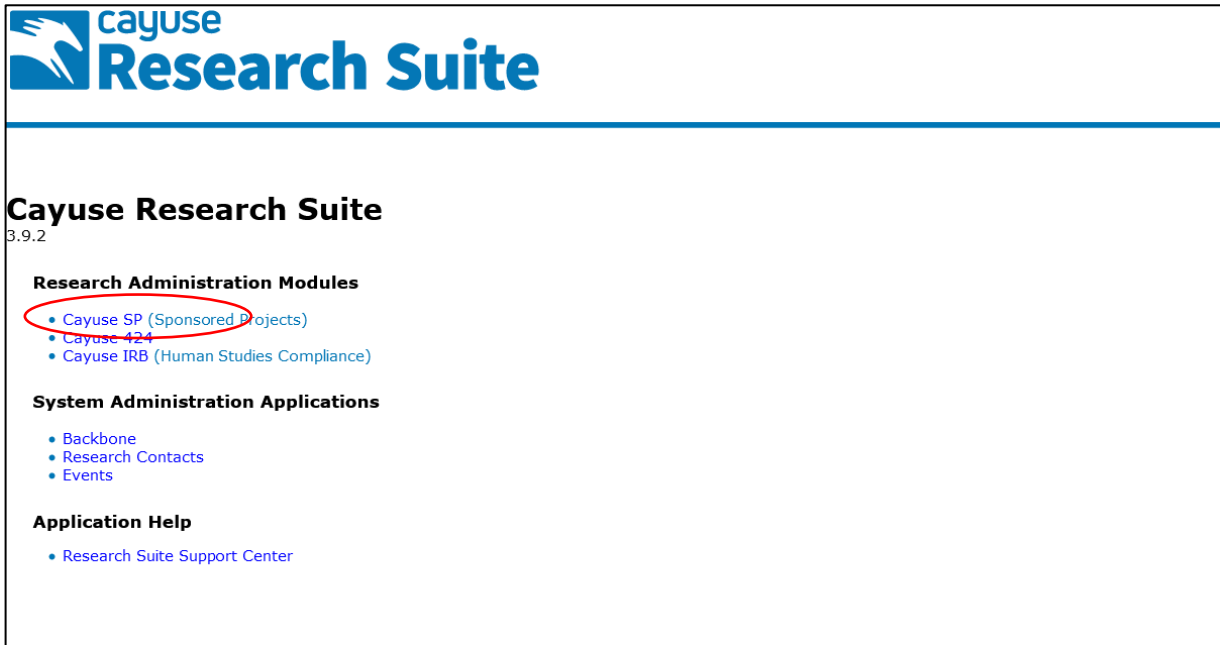 cayuse
Research Suite
Cayuse Research Suite
3.9.2
Research Administration Modules
• Cayuse SP (Sponsored Projects)
• Cayuse 424
• Cayuse IRB (Human Studies Compliance)
System Administration Applications
• Backbone
• Research Contacts
• Events
Application Help
• Research Suite Support Center